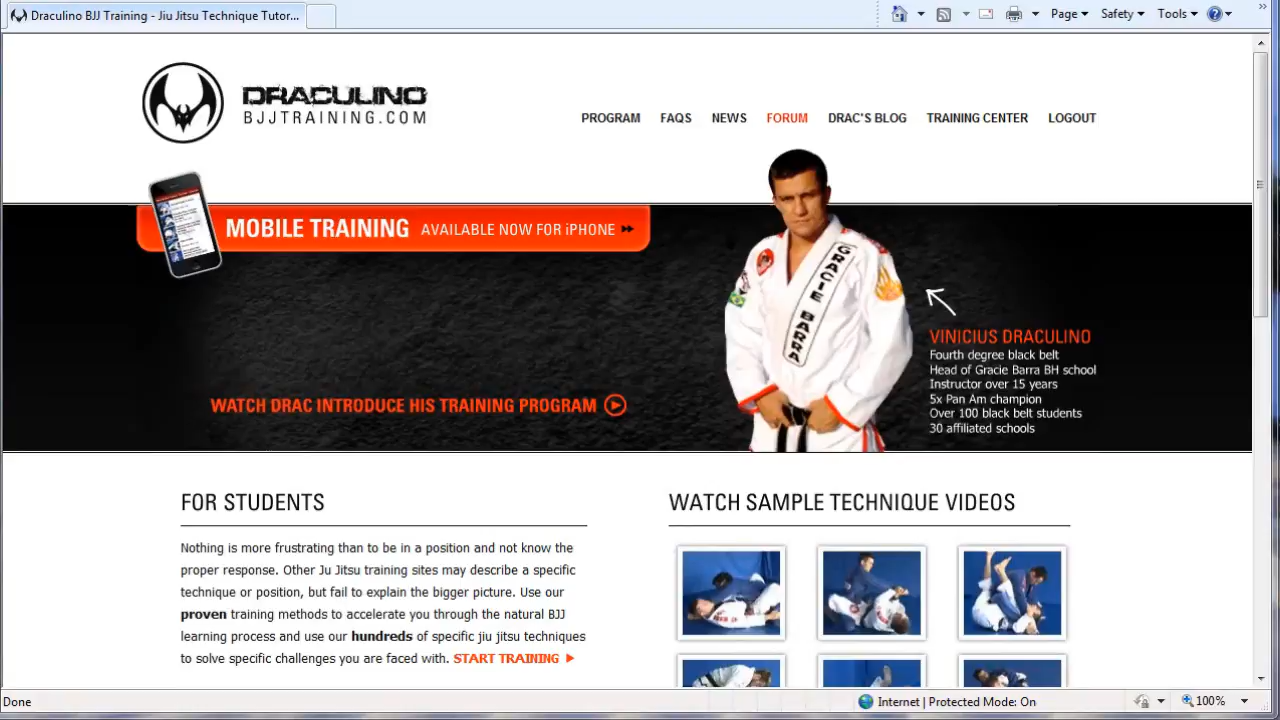 Draculino BJJ Training - Jiu Jitsu Technique Tutor...
Page
Safety
Tools
DRACULINO
BJJTRAINING.COM
PROGRAM
FAQS
NEWS
FORUM
DRAC'S BLOG
TRAINING CENTER
LOGOUT
MOBILE TRAINING AVAILABLE NOW FOR iPHONE
GRACIE BARRA
VINICIUS DRACULINO
Fourth degree black belt
Head of Gracie Barra BH school
Instructor over 15 years
5x Pan Am champion
Over 100 black belt students
30 affiliated schools
WATCH DRAC INTRODUCE HIS TRAINING PROGRAM
FOR STUDENTS
Nothing is more frustrating than to be in a position and not know the
proper response. Other Ju Jitsu training sites may describe a specific
technique or position, but fail to explain the bigger picture. Use our
proven training methods to accelerate you through the natural BJJ
learning process and use our hundreds of specific jiu jitsu techniques
to solve specific challenges you are faced with. START TRAINING
WATCH SAMPLE TECHNIQUE VIDEOS
Done
Internet | Protected Mode: On
100%